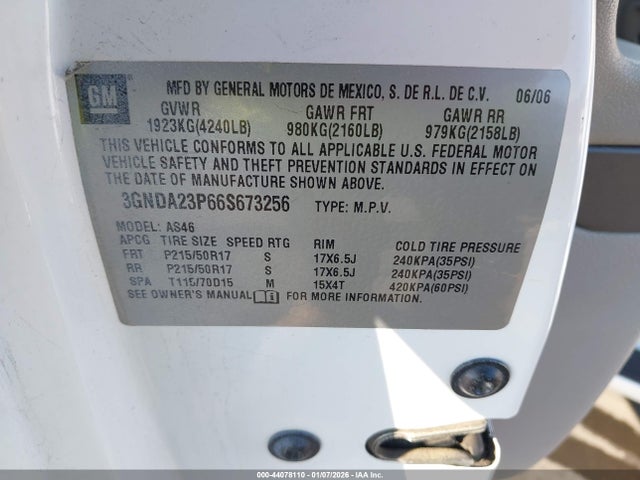 GM
MFD BY GENERAL MOTORS DE MEXICO, S. DE R.L. DE C.V. 06/06
GVWR GAWR FRT GAWR RR
1923KG(4240LB) 980KG(2160LB) 979KG(2158LB)
THIS VEHICLE CONFORMS TO ALL APPLICABLE U.S. FEDERAL MOTOR
VEHICLE SAFETY AND THEFT PREVENTION STANDARDS IN EFFECT ON
THE DATE OF MANUFACTURE SHOWN ABOVE.
3GNDA23P66S673256 TYPE: M.P.V.
MODEL: AS46
APCG TIRE SIZE SPEED RTG RIM COLD TIRE PRESSURE
FRT P215/50R17 S 17X6.5J 240KPA(35PSI)
RR P215/50R17 S 17X6.5J 240KPA(35PSI)
SPA T115/70D15 M 15X4T 420KPA(60PSI)
SEE OWNER'S MANUAL FOR MORE INFORMATION.
000-44078110 - 01/07/2026 - IAAI.COM